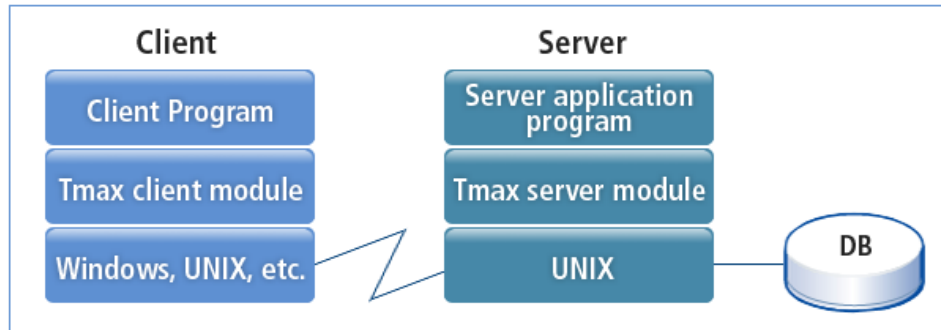 Client
Client Program
Tmax client module
Windows, UNIX, etc.
Server
Server application
program
Tmax server module
UNIX
DB